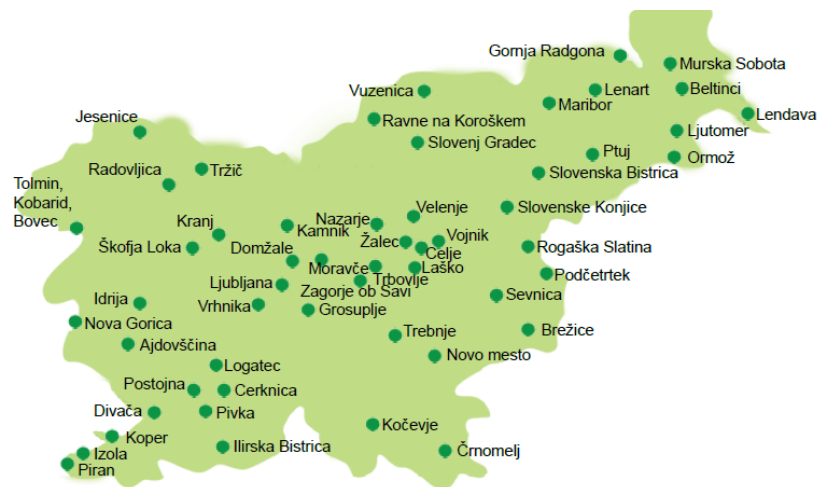 Gornja Radgona
Murska Sobota
Vuzenica
Lenart
Beltinci
Maribor
Lendava
Jesenice
Ravne na Koroškem
Ljutomer
Slovenj Gradec
Ptuj
Ormož
Radovljica
Tržič
Slovenska Bistrica
Tolmin,
Kobarid,
Bovec
Velenje
Slovenske Konjice
Kranj
Nazarje
Kamnik
Žalec
Vojnik
Škofja Loka
Domžale
Celje
Rogaška Slatina
Moravče
Laško
Podčetrtek
Ljubljana
Trbovlje
Zagorje ob Savi
Sevnica
Idrija
Vrhnika
Grosuplje
Nova Gorica
Trebnje
Brežice
Ajdovščina
Novo mesto
Logatec
Postojna
Cerknica
Divača
Pivka
Kočevje
Koper
Ilirska Bistrica
Črnomelj
Izola
Piran